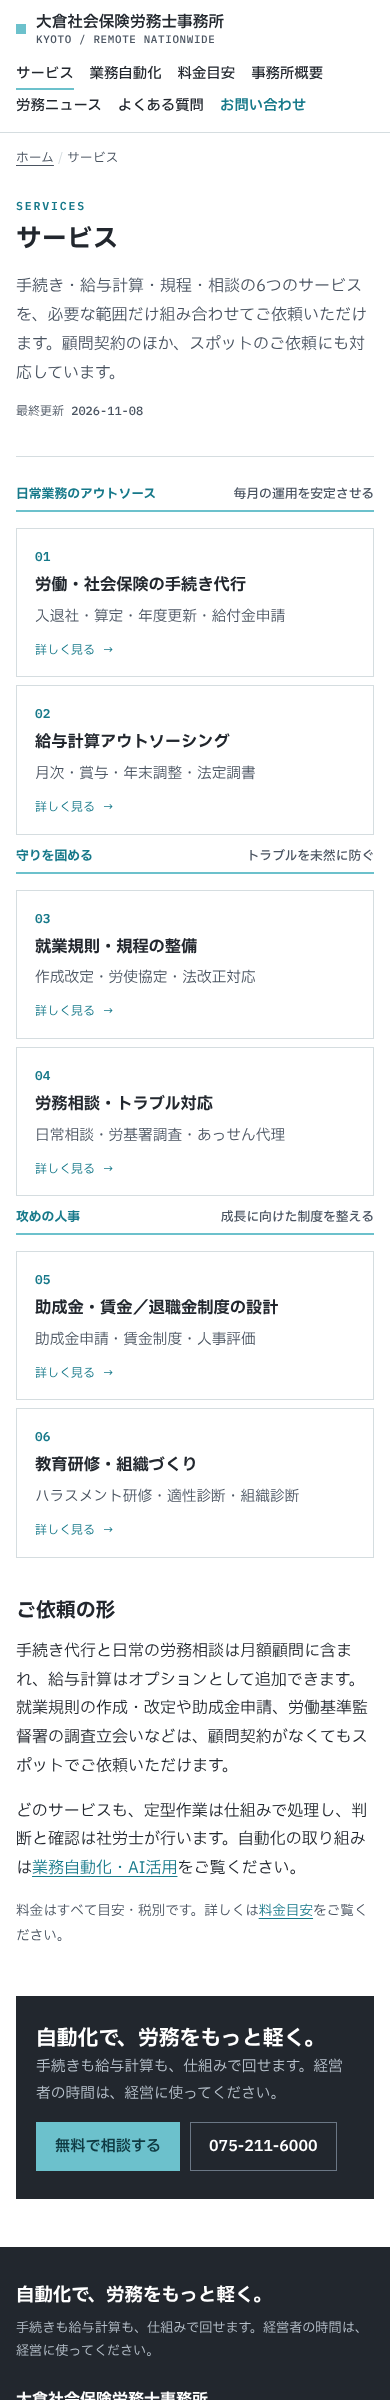 大倉社会保険労務士事務所
KYOTO / REMOTE NATIONWIDE
サービス 業務自動化 料金目安 事務所概要
労務ニュース よくある質問 お問い合わせ
ホーム / サービス
SERVICES
サービス
手続き・給与計算・規程・相談の6つのサービス
を、必要な範囲だけ組み合わせてご依頼いただけ
ます。顧問契約のほか、スポットのご依頼にも対
応しています。
最終更新 2026-11-08
日常業務のアウトソース 毎月の運用を安定させる
01
労働・社会保険の手続き代行
入退社・算定・年度更新・給付金申請
詳しく見る →
02
給与計算アウトソーシング
月次・賞与・年末調整・法定調書
詳しく見る →
守りを固める トラブルを未然に防ぐ
03
就業規則・規程の整備
作成改定・労使協定・法改正対応
詳しく見る →
04
労務相談・トラブル対応
日常相談・労基署調査・あっせん代理
詳しく見る →
攻めの人事 成長に向けた制度を整える
05
助成金・賃金／退職金制度の設計
助成金申請・賃金制度・人事評価
詳しく見る →
06
教育研修・組織づくり
ハラスメント研修・適性診断・組織診断
詳しく見る →
ご依頼の形
手続き代行と日常の労務相談は月額顧問に含ま
れ、給与計算はオプションとして追加できます。
就業規則の作成・改定や助成金申請、労働基準監
督署の調査立会いなどは、顧問契約がなくてもス
ポットでご依頼いただけます。
どのサービスも、定型作業は仕組みで処理し、判
断と確認は社労士が行います。自動化の取り組み
は業務自動化・AI活用をご覧ください。
料金はすべて目安・税別です。詳しくは料金目安をご覧く
ださい。
自動化で、労務をもっと軽く。
手続きも給与計算も、仕組みで回せます。経営
者の時間は、経営に使ってください。
無料で相談する 075-211-6000
自動化で、労務をもっと軽く。
手続きも給与計算も、仕組みで回せます。経営者の時間は、
経営に使ってください。
大倉社会保険労務士事務所